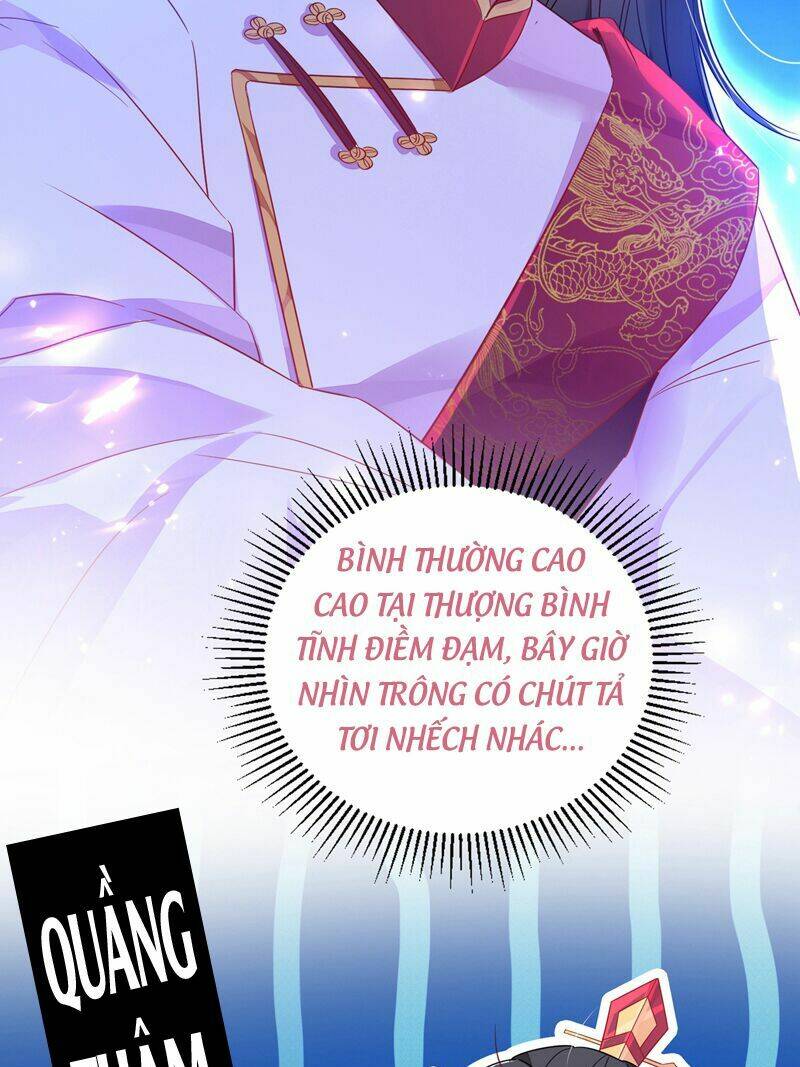 BÌNH THƯỜNG CAO
CAO TẠI THƯỢNG BÌNH
TĨNH ĐIỀM ĐẠM, BÂY GIỜ
NHÌN TRÔNG CÓ CHÚT TẢ
TƠI NHẾCH NHÁC...
QUẦNG
THÂM